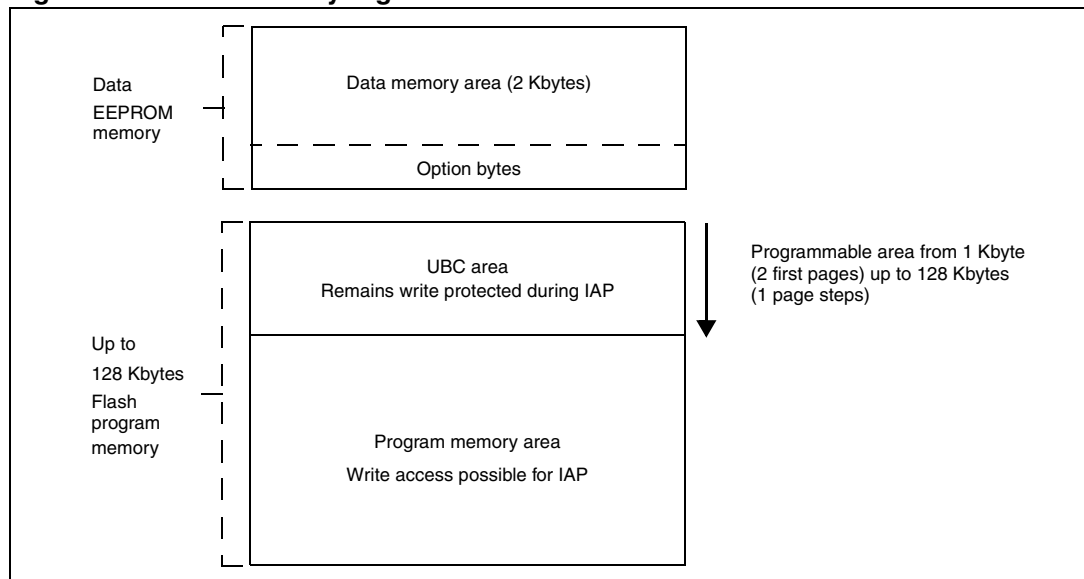 Data
EEPROM
memory
Data memory area (2 Kbytes)
Option bytes
Up to
128 Kbytes
Flash
program
memory
UBC area
Remains write protected during IAP
Program memory area
Write access possible for IAP
Programmable area from 1 Kbyte
(2 first pages) up to 128 Kbytes
(1 page steps)